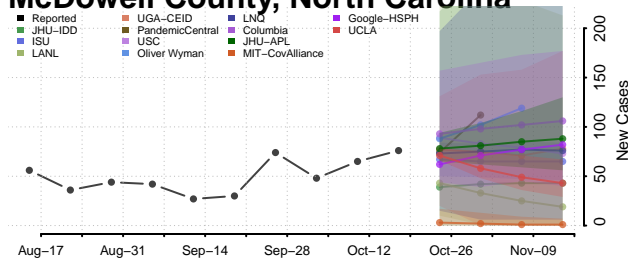 McDowell County, North Carolina
Reported UGA−CEID LNQ Google−HSPH
JHU−IDD PandemicCentral Columbia UCLA
ISU USC JHU−APL
LANL Oliver Wyman MIT−CovAlliance
200
150
100
50
0
New Cases
Aug−17 Aug−31 Sep−14 Sep−28 Oct−12 Oct−26 Nov−09